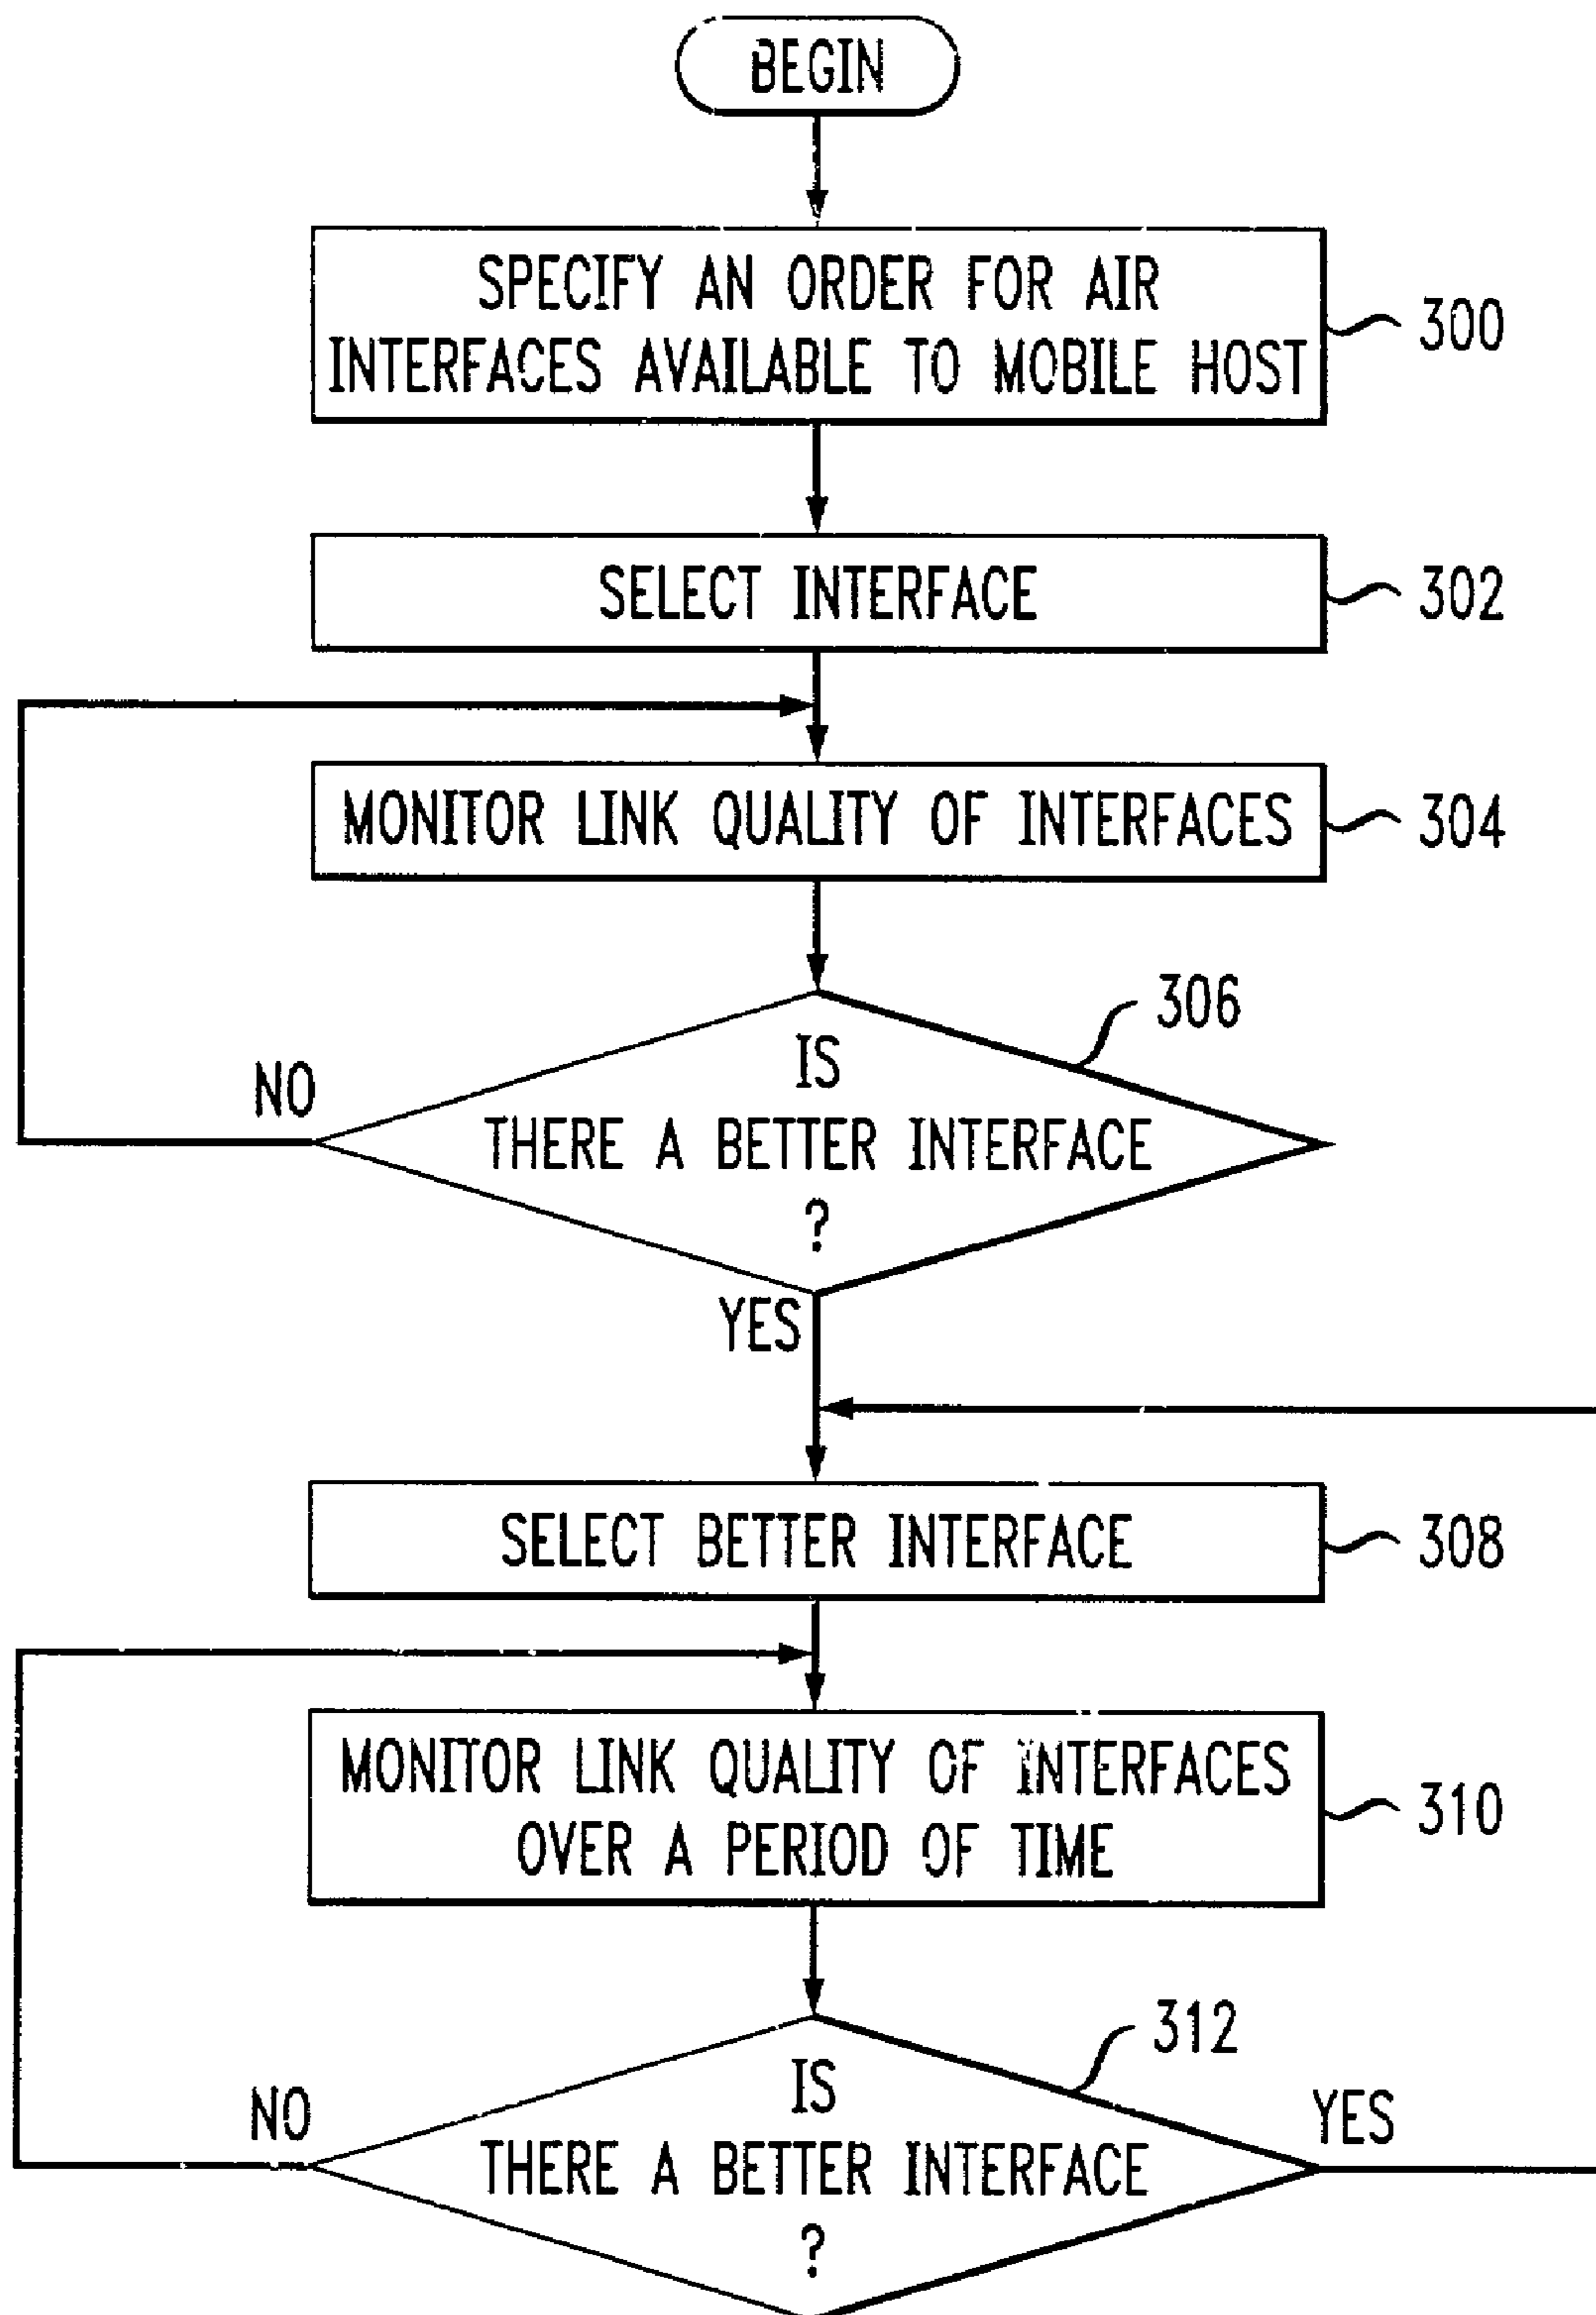 BEGIN
SPECIFY AN ORDER FOR AIR
INTERFACES AVAILABLE TO MOBILE HOST
300
SELECT INTERFACE
302
MONITOR LINK QUALITY OF INTERFACES
304
306
IS
THERE A BETTER INTERFACE
?
NO
YES
SELECT BETTER INTERFACE
308
MONITOR LINK QUALITY OF INTERFACES
OVER A PERIOD OF TIME
310
312
IS
THERE A BETTER INTERFACE
?
NO
YES